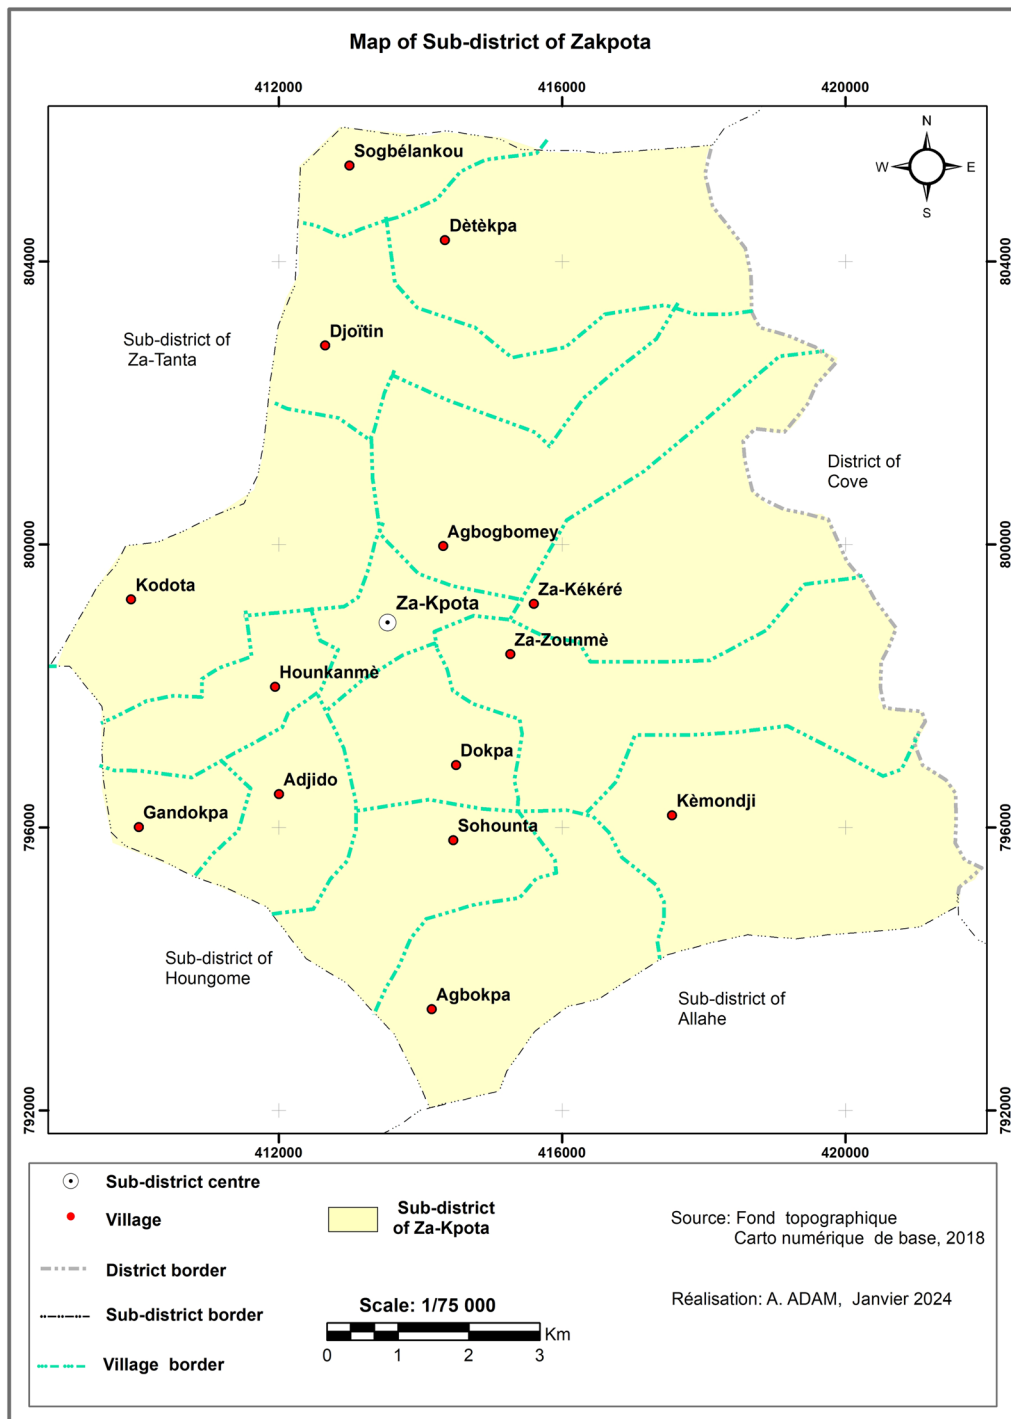 Map of Sub-district of Zakpota
412000
416000
420000
N
W
E
S
Sogbélankou
Dètèkpa
804000
804000
Djoïtin
Sub-district of
Za-Tanta
District of
Cove
Agbogbomey
800000
800000
Kodota
Za-Kékéré
Za-Kpota
Za-Zounmè
Hounkanmè
Dokpa
Adjido
Kèmondji
Gandokpa
Sohounta
796000
796000
Sub-district of
Houngome
Agbokpa
Sub-district of
Allahe
792000
792000
412000
416000
420000
Sub-district centre
Village
District border
Sub-district border
Village border
Sub-district
of Za-Kpota
Scale: 1/75 000
Km
0
1
2
3
Source: Fond topographique
Carto numérique de base, 2018
Réalisation: A. ADAM, Janvier 2024